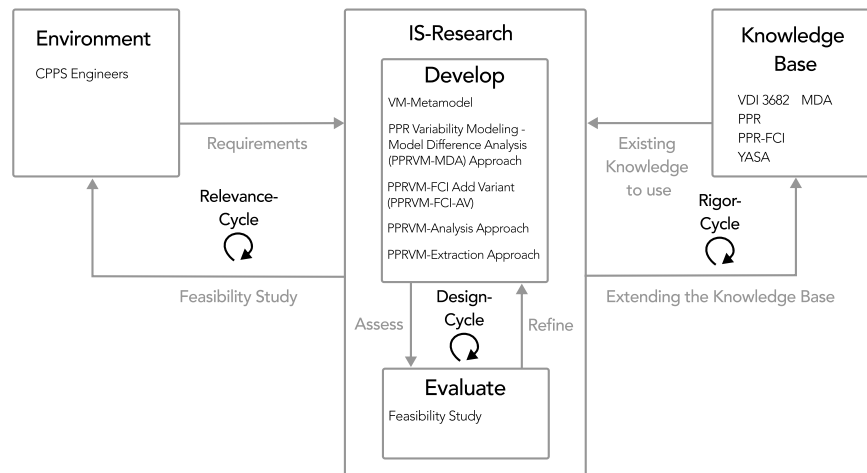 Environment
CPPS Engineers
Requirements
Relevance-
Cycle
Feasibility Study
IS-Research
Develop
VM-Metamodel
PPR Variability Modeling -
Model Difference Analysis
(PPRVM-MDA) Approach
PPRVM-FCI Add Variant
(PPRVM-FCI-AV)
PPRVM-Analysis Approach
PPRVM-Extraction Approach
Assess
Design-
Cycle
Refine
Evaluate
Feasibility Study
Knowledge
Base
VDI 3682 MDA
PPR
PPR-FCI
YASA
Existing
Knowledge
to use
Rigor-
Cycle
Extending the Knowledge Base